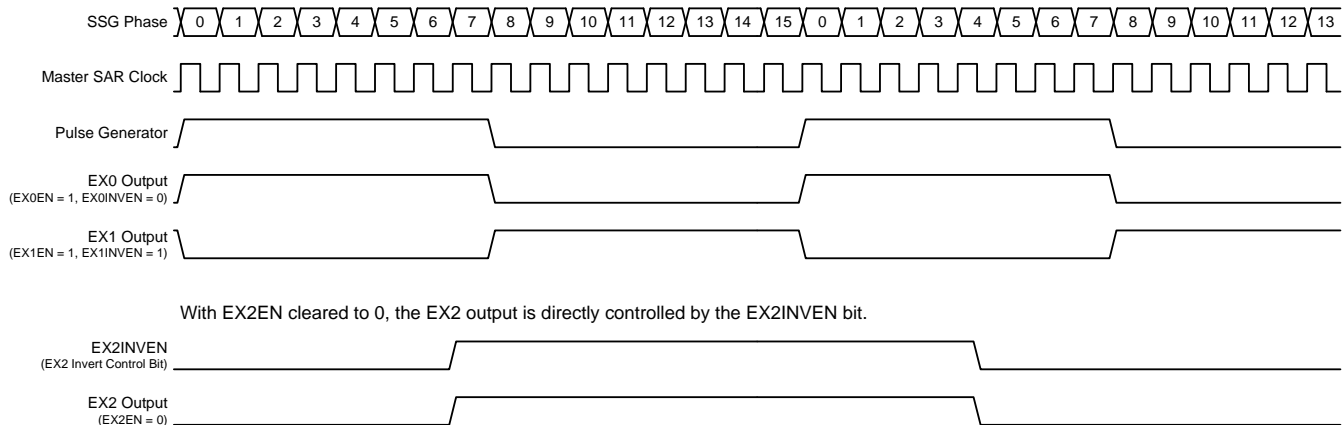 SSG Phase 0 1 2 3 4 5 6 7 8 9 10 11 12 13 14 15 0 1 2 3 4 5 6 7 8 9 10 11 12 13
Master SAR Clock
Pulse Generator
EX0 Output
(EX0EN = 1, EX0INVEN = 0)
EX1 Output
(EX1EN = 1, EX1INVEN = 1)
With EX2EN cleared to 0, the EX2 output is directly controlled by the EX2INVEN bit.
EX2INVEN
(EX2 Invert Control Bit)
EX2 Output
(EX2EN = 0)